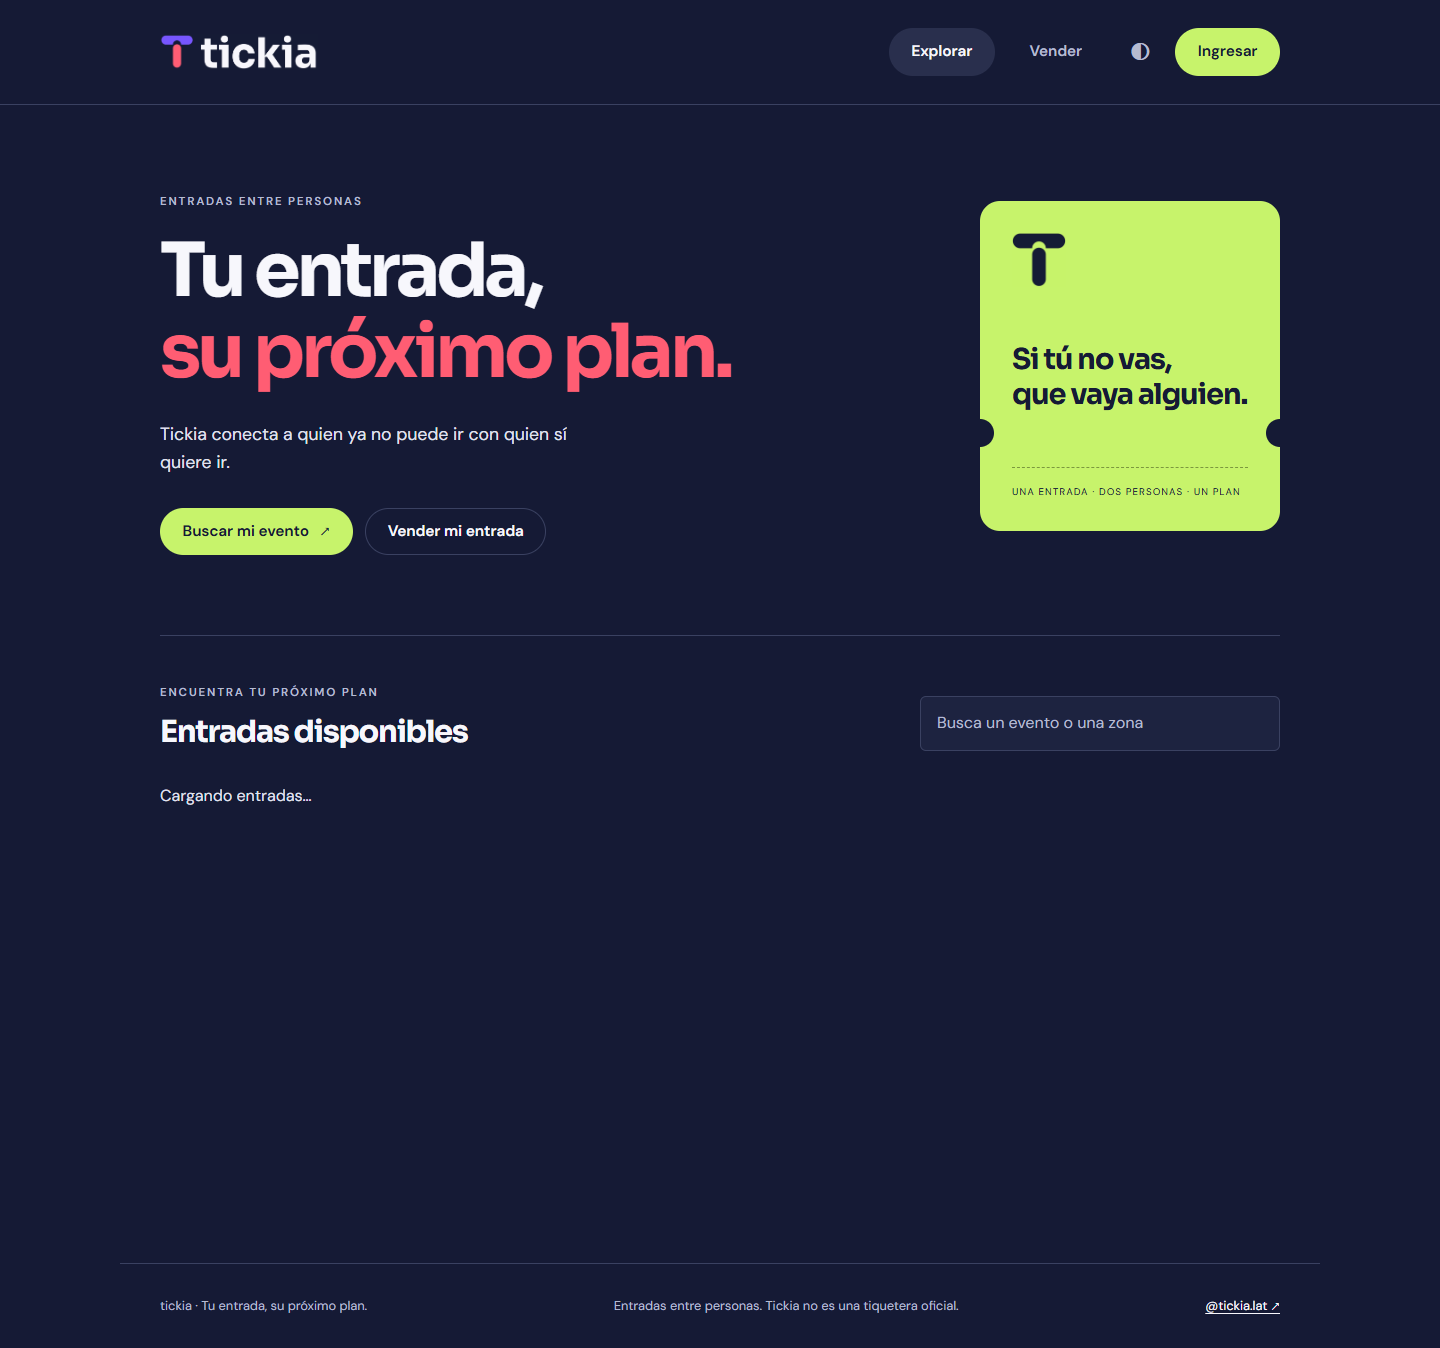 tickia
Explorar
Vender
Ingresar
ENTRADAS ENTRE PERSONAS
Tu entrada,
su próximo plan.
Tickia conecta a quien ya no puede ir con quien sí
quiere ir.
Buscar mi evento ↗
Vender mi entrada
Si tú no vas,
que vaya alguien.
UNA ENTRADA · DOS PERSONAS · UN PLAN
ENCUENTRA TU PRÓXIMO PLAN
Entradas disponibles
Busca un evento o una zona
Cargando entradas…
tickia · Tu entrada, su próximo plan.
Entradas entre personas. Tickia no es una tiquetera oficial.
@tickia.lat ↗